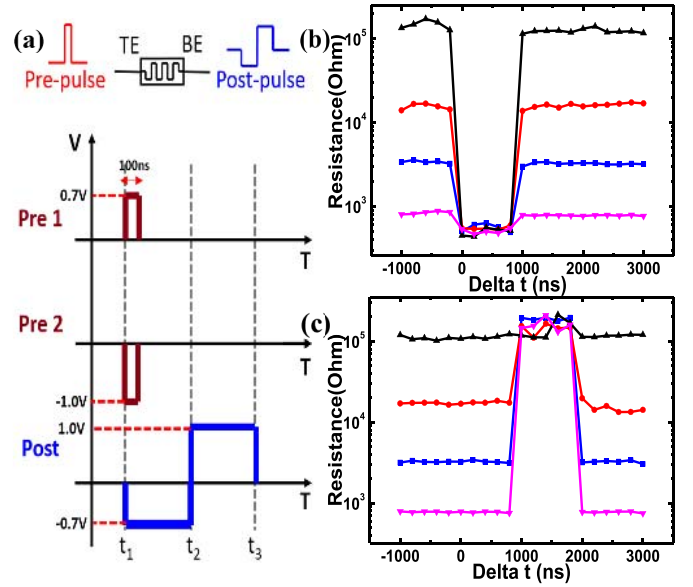 (a)
TE
BE
Pre-pulse
Post-pulse
V
100ns
0.7V
Pre 1
T
Pre 2
T
-1.0V
Post
1.0V
T
-0.7V
t1
t2
t3
(b)
Resistance(Ohm)
10^5
10^4
10^3
-1000
0
1000
2000
3000
Delta t (ns)
(c)
Resistance(Ohm)
10^5
10^4
10^3
-1000
0
1000
2000
3000
Delta t (ns)